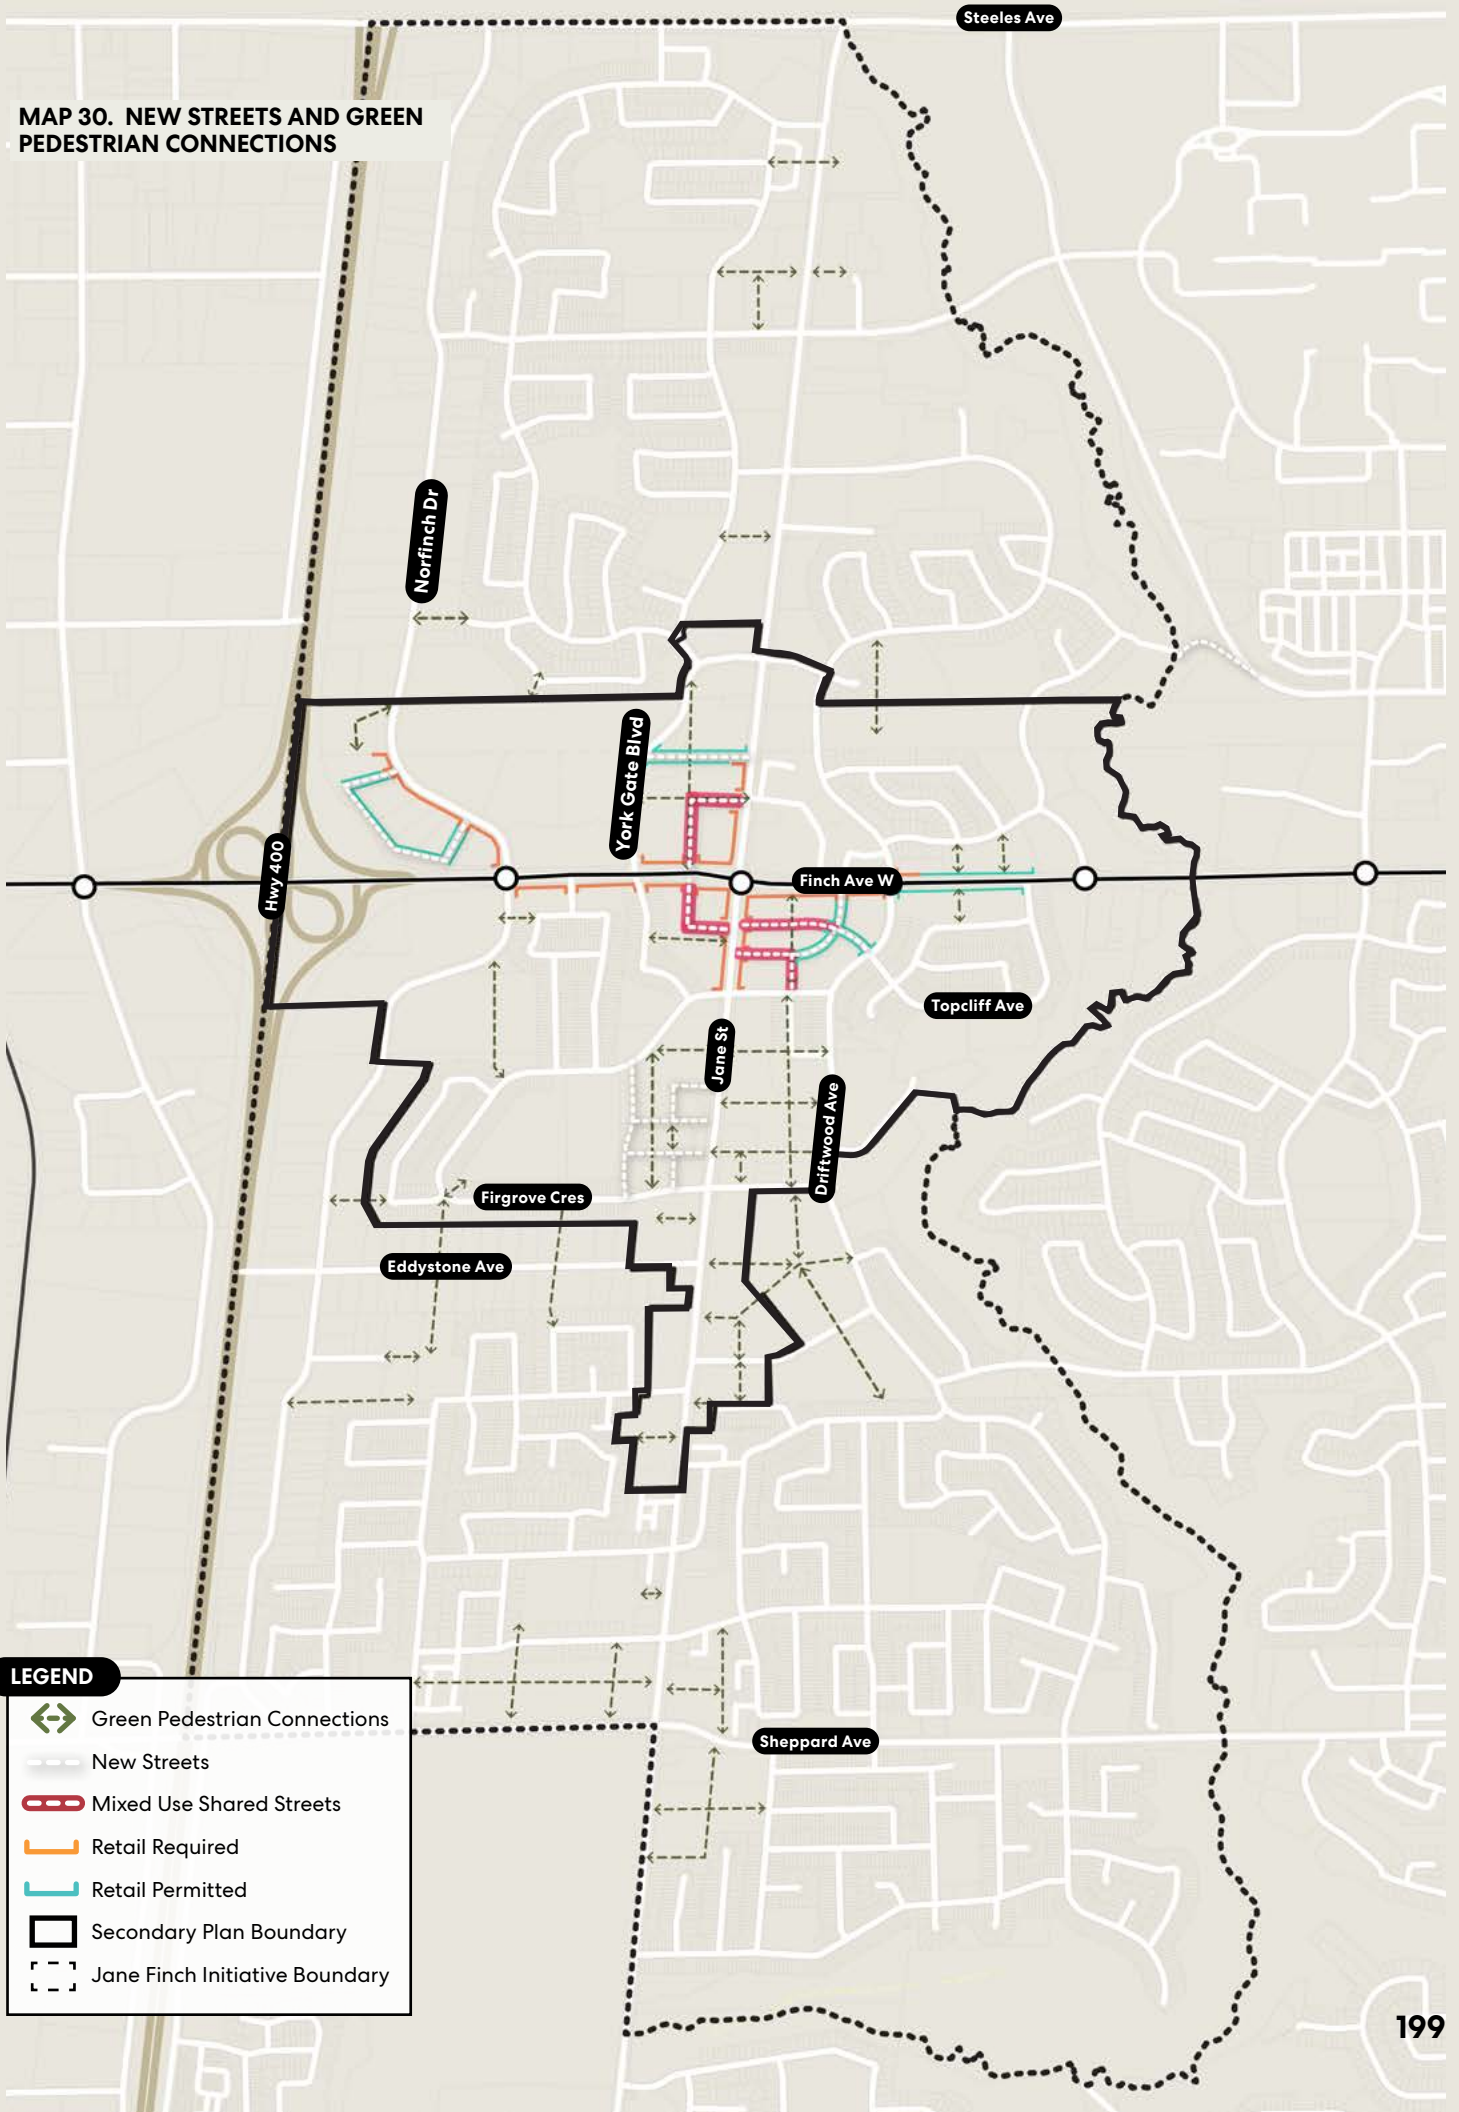 Steeles Ave
MAP 30. NEW STREETS AND GREEN
PEDESTRIAN CONNECTIONS
Norfinch Dr
York Gate Blvd
Hwy 400
Finch Ave W
Topcliff Ave
Jane St
Driftwood Ave
Firgrove Cres
Eddystone Ave
LEGEND
Green Pedestrian Connections
New Streets
Mixed Use Shared Streets
Retail Required
Retail Permitted
Secondary Plan Boundary
Jane Finch Initiative Boundary
Sheppard Ave
199